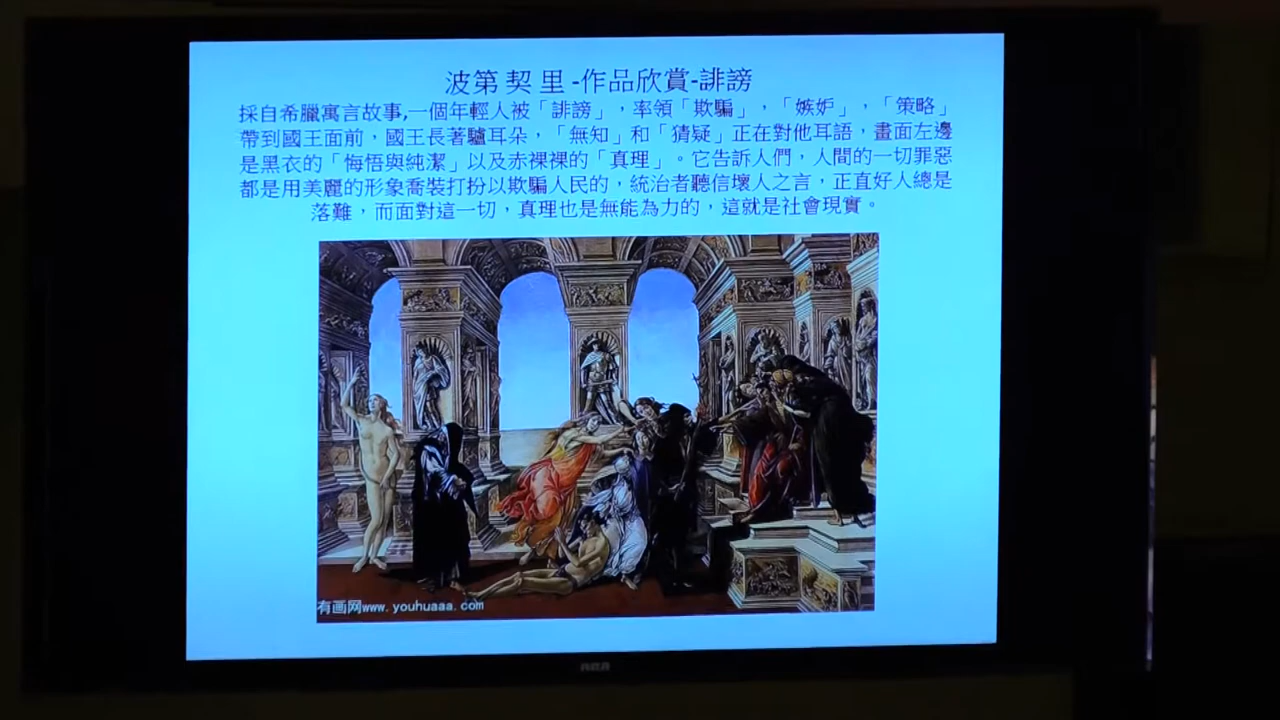 波第 契 里 -作品欣賞-誹謗
採自希臘寓言故事,一個年輕人被「誹謗」，率領「欺騙」，「嫉妒」，「策略」
帶到國王面前，國王長著驢耳朵，「無知」和「猜疑」正在對他耳語，畫面左邊
是黑衣的「悔悟與純潔」以及赤裸裸的「真理」。它告訴人們，人間的一切罪惡
都是用美麗的形象喬裝打扮以欺騙人民的，統治者聽信壞人之言，正直好人總是
落難，而面對這一切，真理也是無能為力的，這就是社會現實。
有画网www.youhuaaa.com
RCA